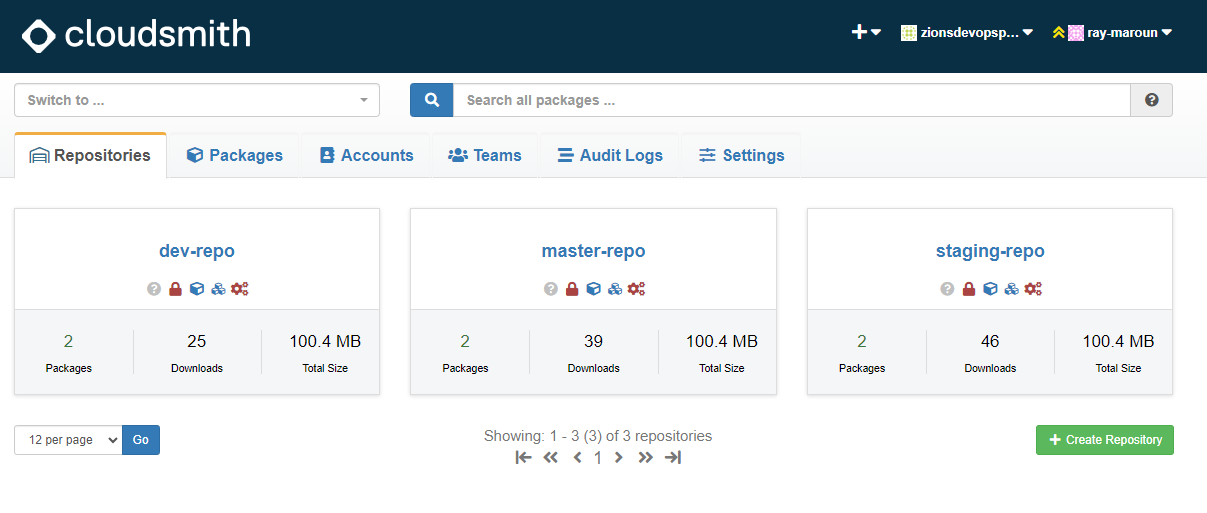 cloudsmith
zionsdevopsp... ray-maroun
Switch to ... Search all packages ...
Repositories Packages Accounts Teams Audit Logs Settings
dev-repo master-repo staging-repo
2 25 100.4 MB 2 39 100.4 MB 2 46 100.4 MB
Packages Downloads Total Size Packages Downloads Total Size Packages Downloads Total Size
12 per page Go Showing: 1 - 3 (3) of 3 repositories + Create Repository
1